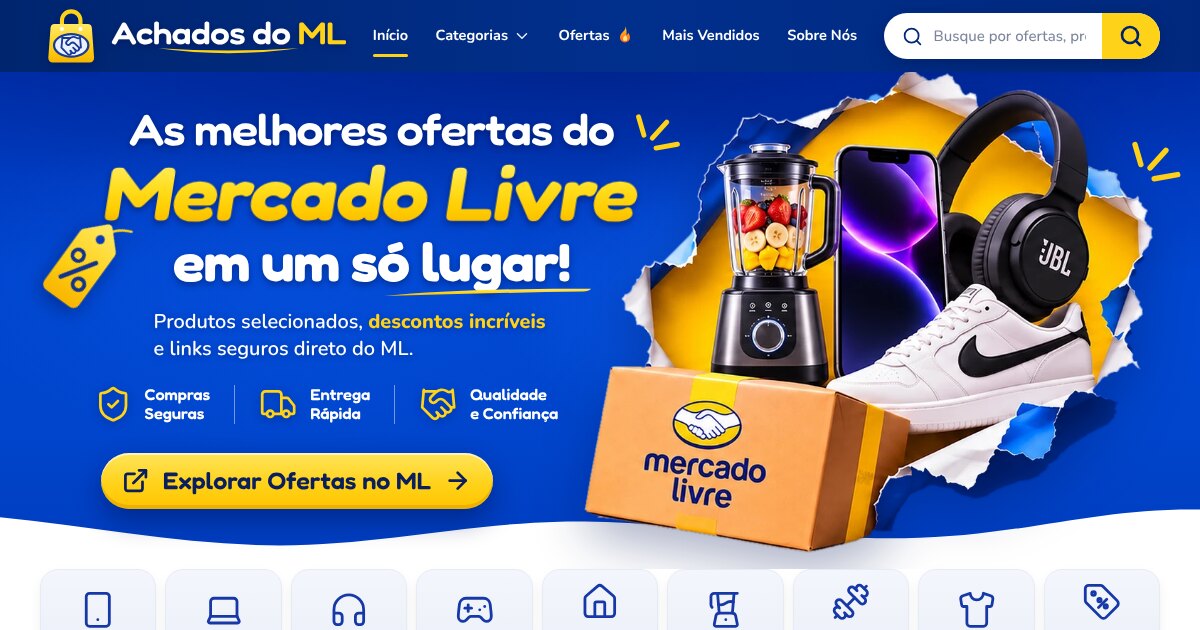 Achados do ML
Início
Categorias
Ofertas
Mais Vendidos
Sobre Nós
Busque por ofertas, pr
As melhores ofertas do
Mercado Livre
em um só lugar!
Produtos selecionados, descontos incríveis
e links seguros direto do ML.
Compras
Seguras
Entrega
Rápida
Qualidade
e Confiança
Explorar Ofertas no ML
JBL
mercado
livre